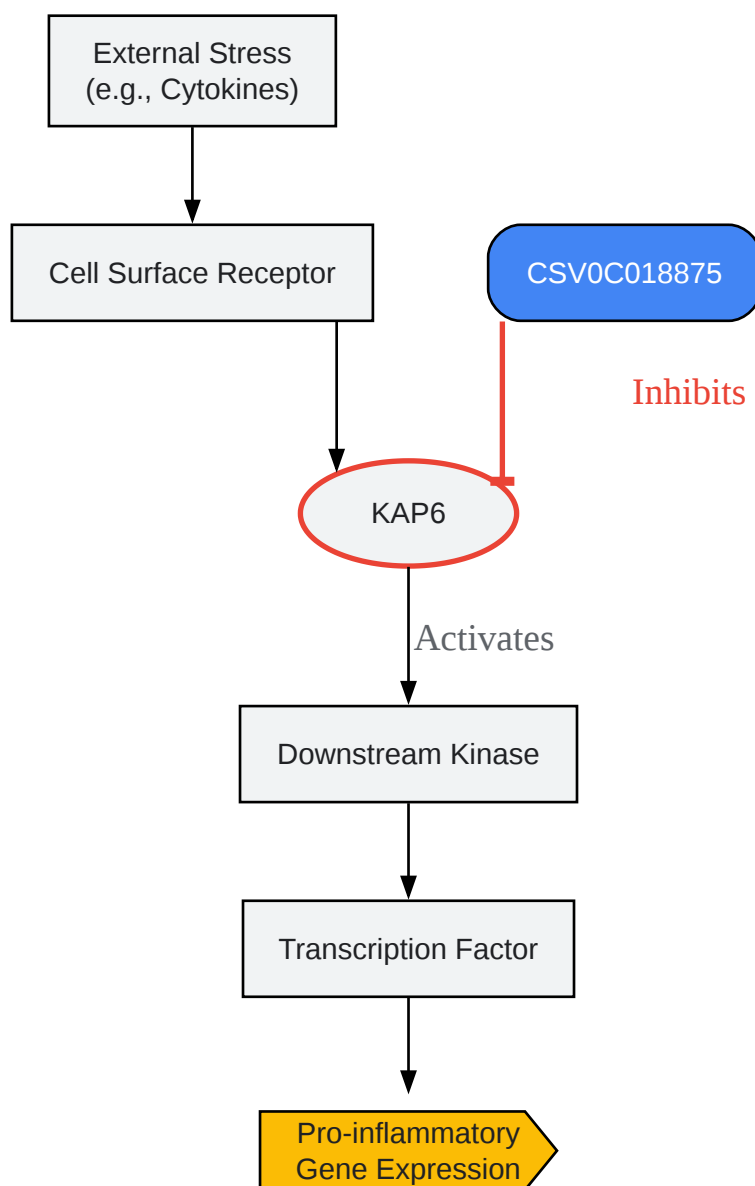 External Stress
(e.g., Cytokines)
Cell Surface Receptor
CSV0C018875
Inhibits
KAP6
Activates
Downstream Kinase
Transcription Factor
Pro-inflammatory
Gene Expression